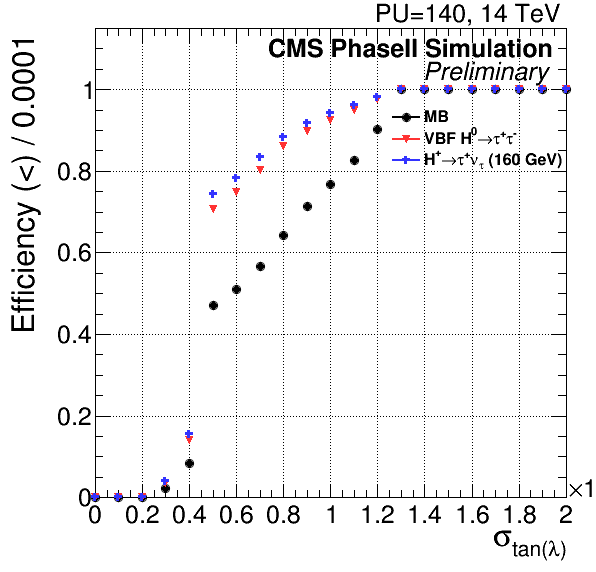 PU=140, 14 TeV
CMS PhaseII Simulation
Preliminary
MB
VBF H⁰→τ⁺τ⁻
H⁺→τ⁺ν_τ (160 GeV)
Efficiency (<) / 0.0001
1
0.8
0.6
0.4
0.2
0
0 0.2 0.4 0.6 0.8 1 1.2 1.4 1.6 1.8 2
×1
σ_tan(λ)